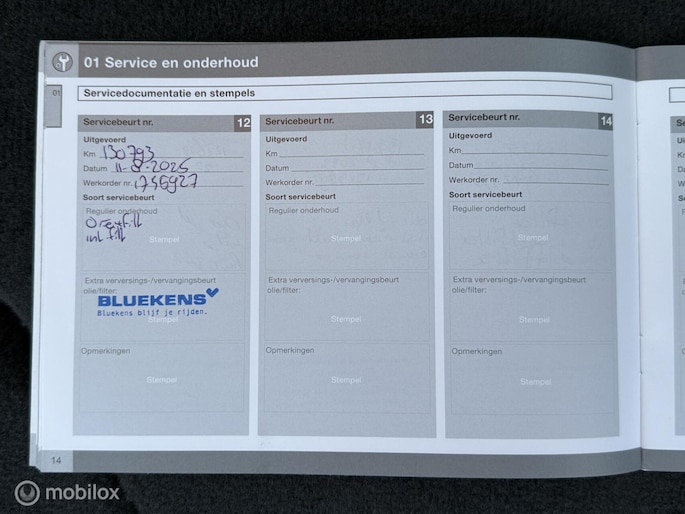 01 Service en onderhoud
01
Servicedocumentatie en stempels
Servicebeurt nr. 12
Uitgevoerd
Km 130793
Datum 11-8-2025
Werkorder nr. 1756927
Soort servicebeurt
Regulier onderhoud
int filt
Stempel
Extra verversings-/vervangingsbeurt
olie/filter:
BLUEKENS
Bluekens blijf je rijden.
Stempel
Opmerkingen
Stempel
Servicebeurt nr. 13
Uitgevoerd
Km
Datum
Werkorder nr.
Soort servicebeurt
Regulier onderhoud
Stempel
Extra verversings-/vervangingsbeurt
olie/filter:
Stempel
Opmerkingen
Stempel
Servicebeurt nr. 14
Uitgevoerd
Km
Datum
Werkorder nr.
Soort servicebeurt
Regulier onderhoud
Stempel
Extra verversings-/vervangingsbeurt
olie/filter:
Stempel
Opmerkingen
Stempel
14
mobilox